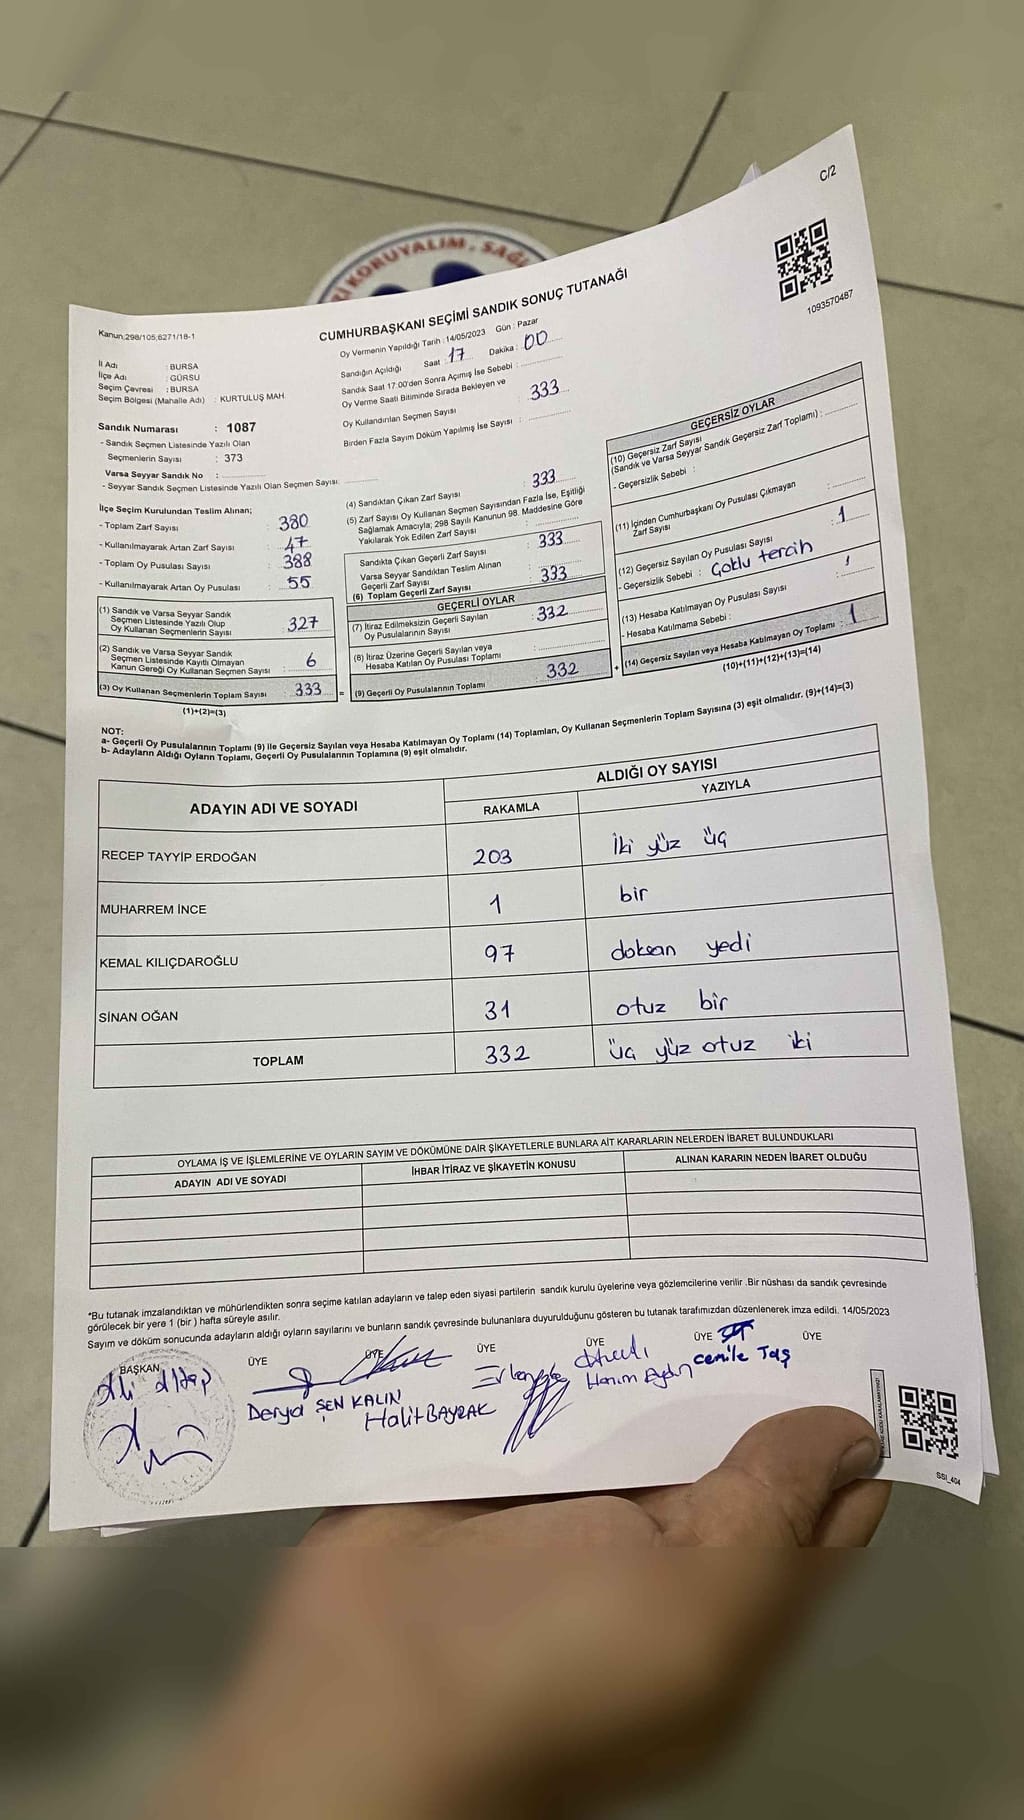 C/2
Zİ KORUYALIM, SAĞL
1093570487
Kanun;298/105;6271/18-1
CUMHURBAŞKANI SEÇİMİ SANDIK SONUÇ TUTANAĞI
Oy Vermenin Yapıldığı Tarih : 14/05/2023 Gün : Pazar
İl Adı : BURSA
İlçe Adı : GÜRSU
Seçim Çevresi : BURSA
Seçim Bölgesi (Mahalle Adı) : KURTULUŞ MAH
Sandığın Açıldığı Saat : 17 Dakika : 00
Sandık Saat 17:00'den Sonra Açımış İse Sebebi :
Oy Verme Saati Bitiminde Sırada Bekleyen ve
Oy Kullandırılan Seçmen Sayısı 333
Birden Fazla Sayım Döküm Yapılmış İse Sayısı :
Sandık Numarası : 1087
- Sandık Seçmen Listesinde Yazılı Olan
Seçmenlerin Sayısı : 373
Varsa Seyyar Sandık No :
- Seyyar Sandık Seçmen Listesinde Yazılı Olan Seçmen Sayısı:
İlçe Seçim Kurulundan Teslim Alınan;
- Toplam Zarf Sayısı : 380
- Kullanılmayarak Artan Zarf Sayısı : 47
- Toplam Oy Pusulası Sayısı : 388
- Kullanılmayarak Artan Oy Pusulası : 55
(1) Sandık ve Varsa Seyyar Sandık
Seçmen Listesinde Yazılı Olup
Oy Kullanan Seçmenlerin Sayısı : 327
(2) Sandık ve Varsa Seyyar Sandık
Seçmen Listesinde Kayıtlı Olmayan
Kanun Gereği Oy Kullanan Seçmen Sayısı : 6
(3) Oy Kullanan Seçmenlerin Toplam Sayısı : 333
(1)+(2)=(3)
(4) Sandıktan Çıkan Zarf Sayısı : 333
(5) Zarf Sayısı Oy Kullanan Seçmen Sayısından Fazla İse, Eşitliği
Sağlamak Amacıyla; 298 Sayılı Kanunun 98. Maddesine Göre
Yakılarak Yok Edilen Zarf Sayısı :
Sandıkta Çıkan Geçerli Zarf Sayısı : 333
Varsa Seyyar Sandıktan Teslim Alınan
Geçerli Zarf Sayısı
(6) Toplam Geçerli Zarf Sayısı : 333
GEÇERLİ OYLAR
(7) İtiraz Edilmeksizin Geçerli Sayılan
Oy Pusulalarının Sayısı : 332
(8) İtiraz Üzerine Geçerli Sayılan veya
Hesaba Katılan Oy Pusulası Toplamı :
= (9) Geçerli Oy Pusulalarının Toplamı : 332
GEÇERSİZ OYLAR
(10) Geçersiz Zarf Sayısı
(Sandık ve Varsa Seyyar Sandık Geçersiz Zarf Toplamı) :
- Geçersizlik Sebebi :
(11) İçinden Cumhurbaşkanı Oy Pusulası Çıkmayan
Zarf Sayısı :
(12) Geçersiz Sayılan Oy Pusulası Sayısı : 1
- Geçersizlik Sebebi : Çoklu tercih
(13) Hesaba Katılmayan Oy Pusulası Sayısı :
- Hesaba Katılmama Sebebi :
+ (14) Geçersiz Sayılan veya Hesaba Katılmayan Oy Toplamı : 1
(10)+(11)+(12)+(13)=(14)
NOT:
a- Geçerli Oy Pusulalarının Toplamı (9) ile Geçersiz Sayılan veya Hesaba Katılmayan Oy Toplamı (14) Toplamları, Oy Kullanan Seçmenlerin Toplam Sayısına (3) eşit olmalıdır. (9)+(14)=(3)
b- Adayların Aldığı Oyların Toplamı, Geçerli Oy Pusulalarının Toplamına (9) eşit olmalıdır.
ADAYIN ADI VE SOYADI
ALDIĞI OY SAYISI
RAKAMLA YAZIYLA
RECEP TAYYİP ERDOĞAN 203 iki yüz üç
MUHARREM İNCE 1 bir
KEMAL KILIÇDAROĞLU 97 doksan yedi
SİNAN OĞAN 31 otuz bir
TOPLAM 332 üç yüz otuz iki
OYLAMA İŞ VE İŞLEMLERİNE VE OYLARIN SAYIM VE DÖKÜMÜNE DAİR ŞİKAYETLERLE BUNLARA AİT KARARLARIN NELERDEN İBARET BULUNDUKLARI
ADAYIN ADI VE SOYADI İHBAR İTİRAZ VE ŞİKAYETİN KONUSU ALINAN KARARIN NEDEN İBARET OLDUĞU
*Bu tutanak imzalandıktan ve mühürlendikten sonra seçime katılan adayların ve talep eden siyasi partilerin sandık kurulu üyelerine veya gözlemcilerine verilir .Bir nüshası da sandık çevresinde
görülecek bir yere 1 (bir ) hafta süreyle asılır.
Sayım ve döküm sonucunda adayların aldığı oyların sayılarını ve bunların sandık çevresinde bulunanlara duyurulduğunu gösteren bu tutanak tarafımızdan düzenlenerek imza edildi. 14/05/2023
BAŞKAN ÜYE ÜYE ÜYE ÜYE ÜYE ÜYE
Derya ŞEN KALIN
Halit BAYRAK
Hanım Aydın
Cemile Taş
SSI_404